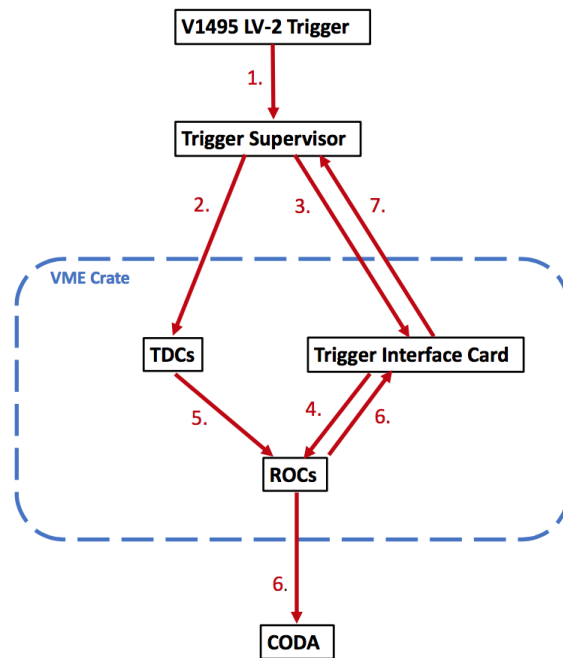 V1495 LV-2 Trigger
1.
Trigger Supervisor
2.
3.
7.
VME Crate
TDCs
Trigger Interface Card
5.
4.
6.
ROCs
6.
CODA